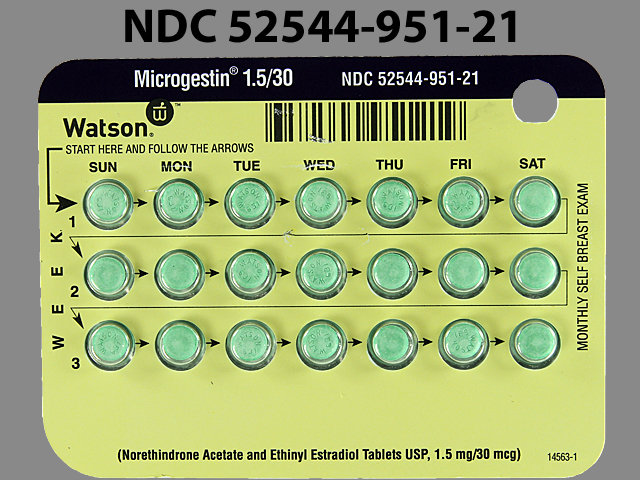 NDC 52544-951-21
Microgestin® 1.5/30 NDC 52544-951-21
Watson®™
START HERE AND FOLLOW THE ARROWS
SUN MON TUE WED THU FRI SAT
1
2
3
WEEK
MONTHLY SELF BREAST EXAM
(Norethindrone Acetate and Ethinyl Estradiol Tablets USP, 1.5 mg/30 mcg)
14563-1